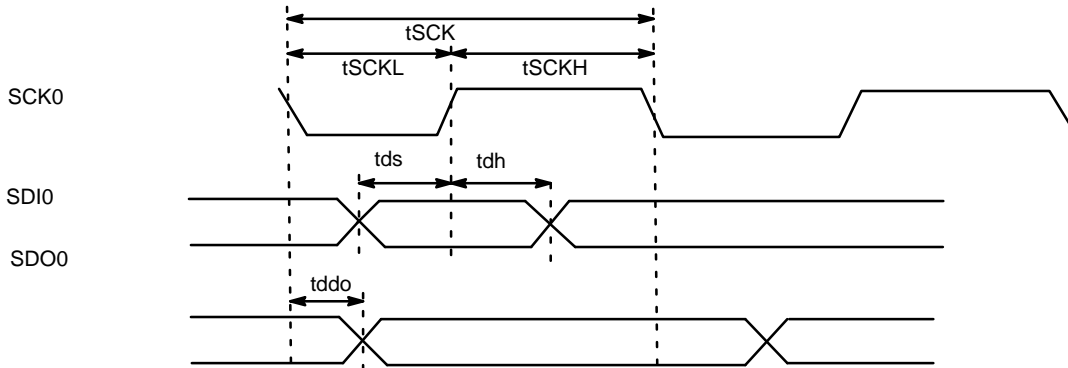 tSCK
tSCKL tSCKH
SCK0
tds tdh
SDI0
SDO0
tddo